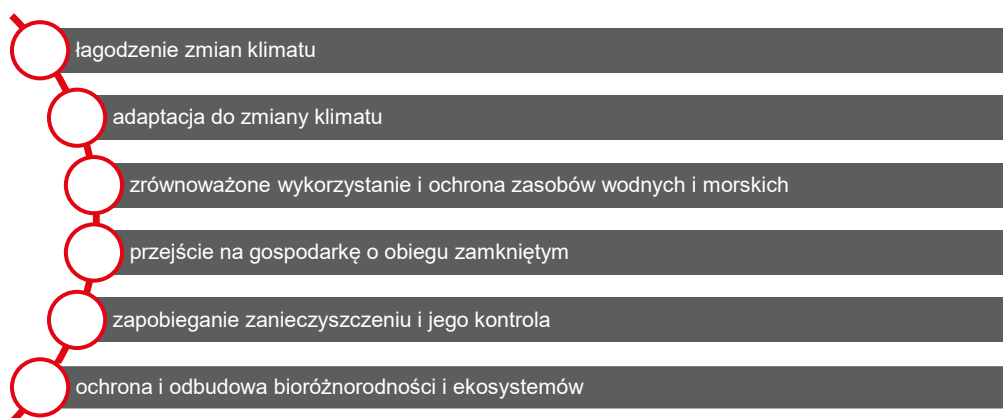 łagodzenie zmian klimatu
adaptacja do zmiany klimatu
zrównoważone wykorzystanie i ochrona zasobów wodnych i morskich
przejście na gospodarkę o obiegu zamkniętym
zapobieganie zanieczyszczeniu i jego kontrola
ochrona i odbudowa bioróżnorodności i ekosystemów